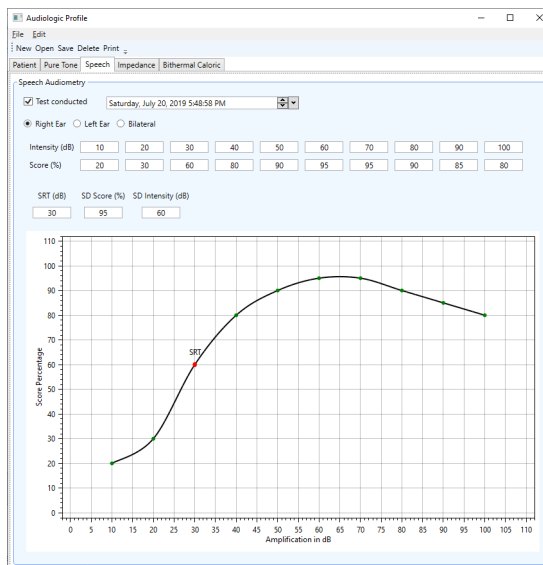 Audiologic Profile
File Edit
New Open Save Delete Print
Patient Pure Tone Speech Impedance Bithermal Caloric
Speech Audiometry
Test conducted Saturday, July 20, 2019 5:48:58 PM
Right Ear Left Ear Bilateral
Intensity (dB) 10 20 30 40 50 60 70 80 90 100
Score (%) 20 30 60 80 90 95 95 90 85 80
SRT (dB) SD Score (%) SD Intensity (dB)
30 95 60
110
100
90
80
70
SRT
60
50
40
30
20
10
0
Score Percentage
0 5 10 15 20 25 30 35 40 45 50 55 60 65 70 75 80 85 90 95 100 110
Amplification in dB